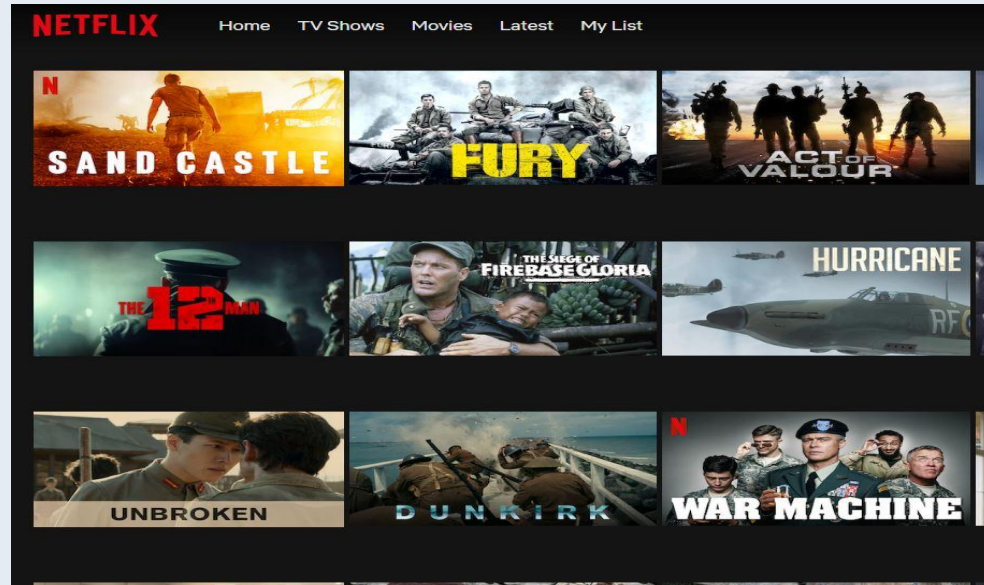 NETFLIX Home TV Shows Movies Latest My List
N
SAND CASTLE
FURY
ACT OF
VALOUR
THE 12 MAN
THE SIEGE OF
FIREBASE GLORIA
HURRICANE
RF
UNBROKEN
DUNKIRK
N
WAR MACHINE